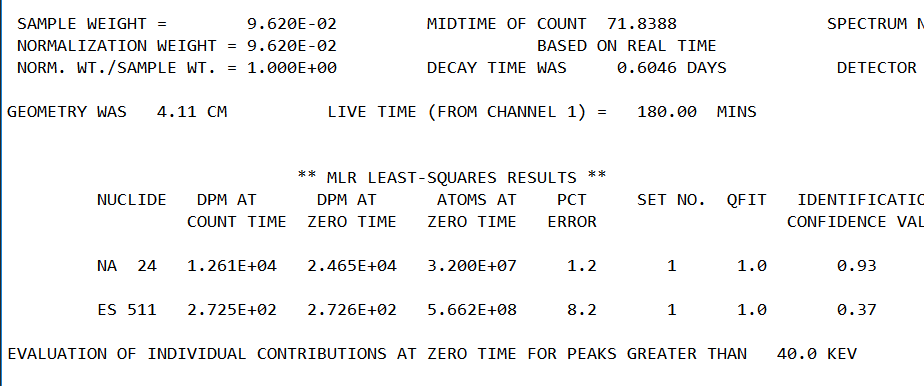 SAMPLE WEIGHT =        9.620E-02         MIDTIME OF COUNT  71.8388               SPECTRUM N
NORMALIZATION WEIGHT = 9.620E-02                    BASED ON REAL TIME
NORM. WT./SAMPLE WT. = 1.000E+00         DECAY TIME WAS     0.6046 DAYS           DETECTOR
GEOMETRY WAS   4.11 CM          LIVE TIME (FROM CHANNEL 1) =   180.00  MINS
** MLR LEAST-SQUARES RESULTS **
NUCLIDE   DPM AT      DPM AT      ATOMS AT    PCT     SET NO.  QFIT   IDENTIFICATIO
COUNT TIME  ZERO TIME   ZERO TIME   ERROR                   CONFIDENCE VAL
NA  24   1.261E+04   2.465E+04   3.200E+07     1.2       1      1.0       0.93
ES 511   2.725E+02   2.726E+02   5.662E+08     8.2       1      1.0       0.37
EVALUATION OF INDIVIDUAL CONTRIBUTIONS AT ZERO TIME FOR PEAKS GREATER THAN   40.0 KEV